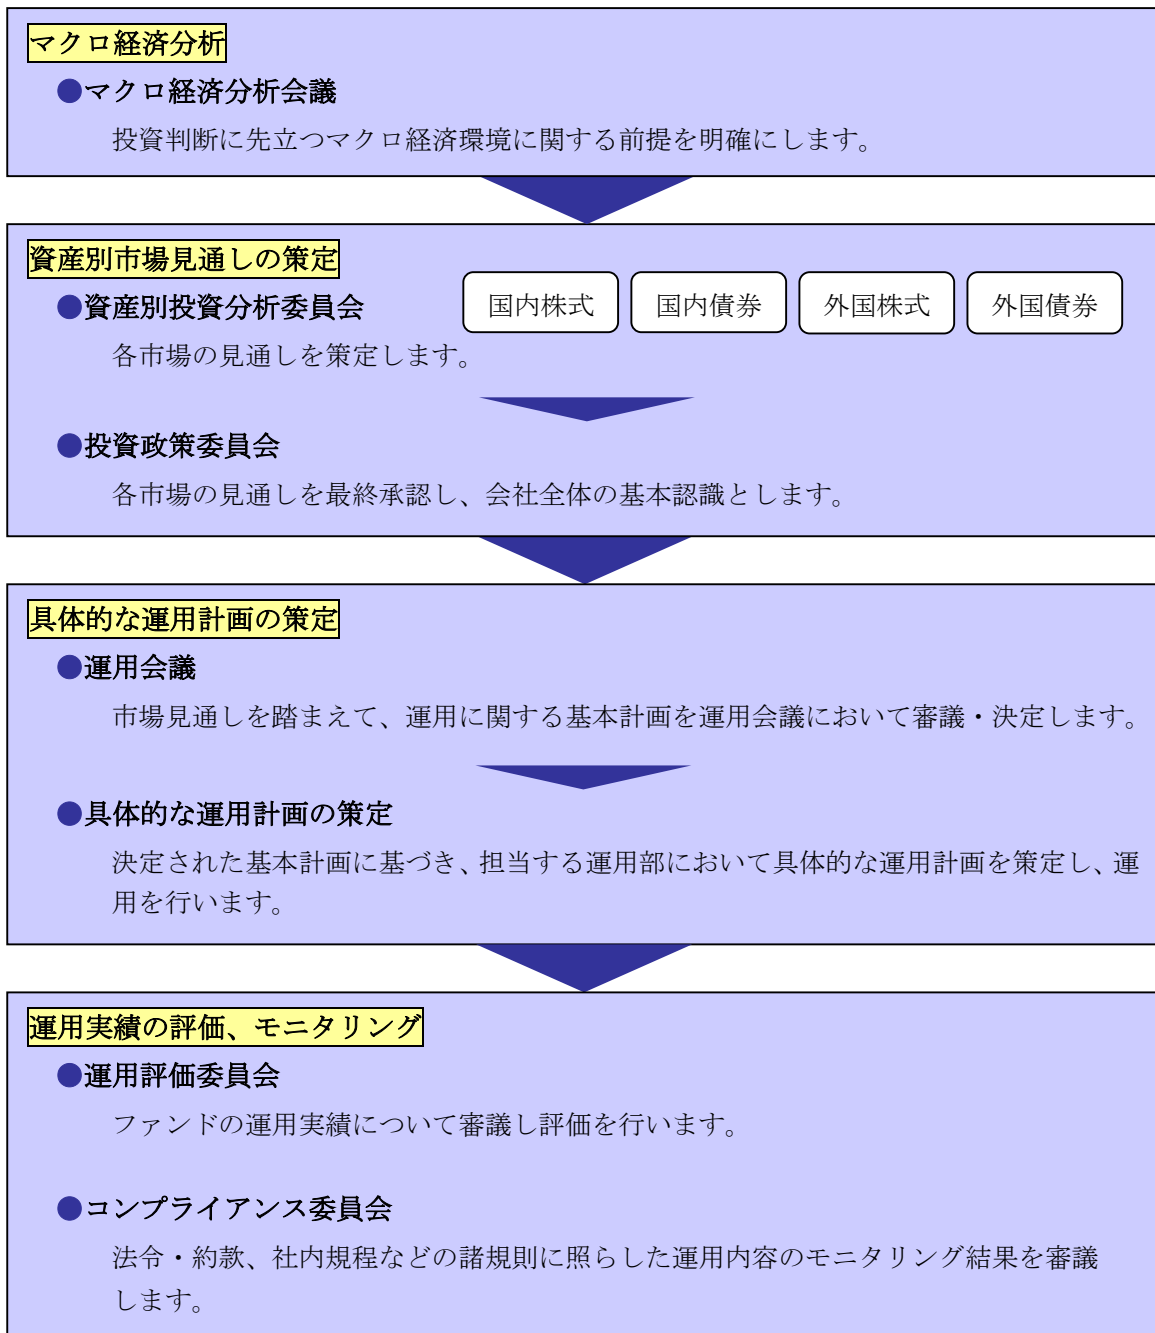 マクロ経済分析
●マクロ経済分析会議
投資判断に先立つマクロ経済環境に関する前提を明確にします。
資産別市場見通しの策定
●資産別投資分析委員会
国内株式
国内債券
外国株式
外国債券
各市場の見通しを策定します。
●投資政策委員会
各市場の見通しを最終承認し、会社全体の基本認識とします。
具体的な運用計画の策定
●運用会議
市場見通しを踏まえて、運用に関する基本計画を運用会議において審議・決定します。
●具体的な運用計画の策定
決定された基本計画に基づき、担当する運用部において具体的な運用計画を策定し、運
用を行います。
運用実績の評価、モニタリング
●運用評価委員会
ファンドの運用実績について審議し評価を行います。
●コンプライアンス委員会
法令・約款、社内規程などの諸規則に照らした運用内容のモニタリング結果を審議
します。